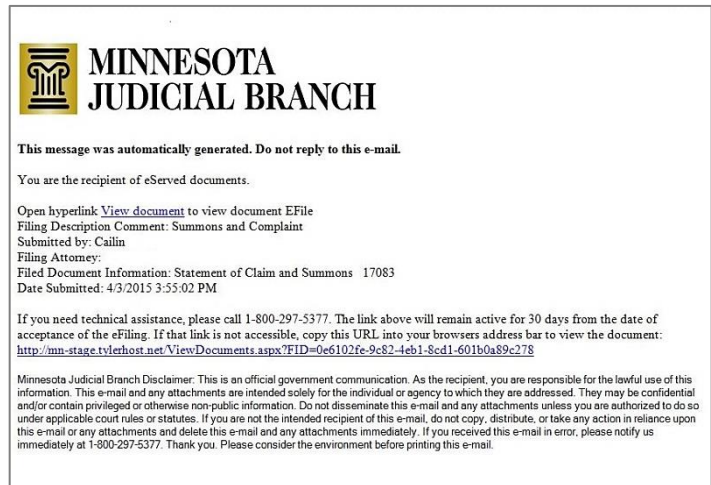 MINNESOTA
JUDICIAL BRANCH
This message was automatically generated. Do not reply to this e-mail.
You are the recipient of eServed documents.
Open hyperlink View document to view document EFile
Filing Description Comment: Summons and Complaint
Submitted by: Cailin
Filing Attorney:
Filed Document Information: Statement of Claim and Summons 17083
Date Submitted: 4/3/2015 3:55:02 PM
If you need technical assistance, please call 1-800-297-5377. The link above will remain active for 30 days from the date of
acceptance of the eFiling. If that link is not accessible, copy this URL into your browsers address bar to view the document:
http://mn-stage.tylerhost.net/ViewDocuments.aspx?FID=0e6102fe-9c82-4eb1-8cd1-601b0a89c278
Minnesota Judicial Branch Disclaimer: This is an official government communication. As the recipient, you are responsible for the lawful use of this
information. This e-mail and any attachments are intended solely for the individual or agency to which they are addressed. They may be confidential
and/or contain privileged or otherwise non-public information. Do not disseminate this e-mail and any attachments unless you are authorized to do so
under applicable court rules or statutes. If you are not the intended recipient of this e-mail, do not copy, distribute, or take any action in reliance upon
this e-mail or any attachments and delete this e-mail and any attachments immediately. If you received this e-mail in error, please notify us
immediately at 1-800-297-5377. Thank you. Please consider the environment before printing this e-mail.